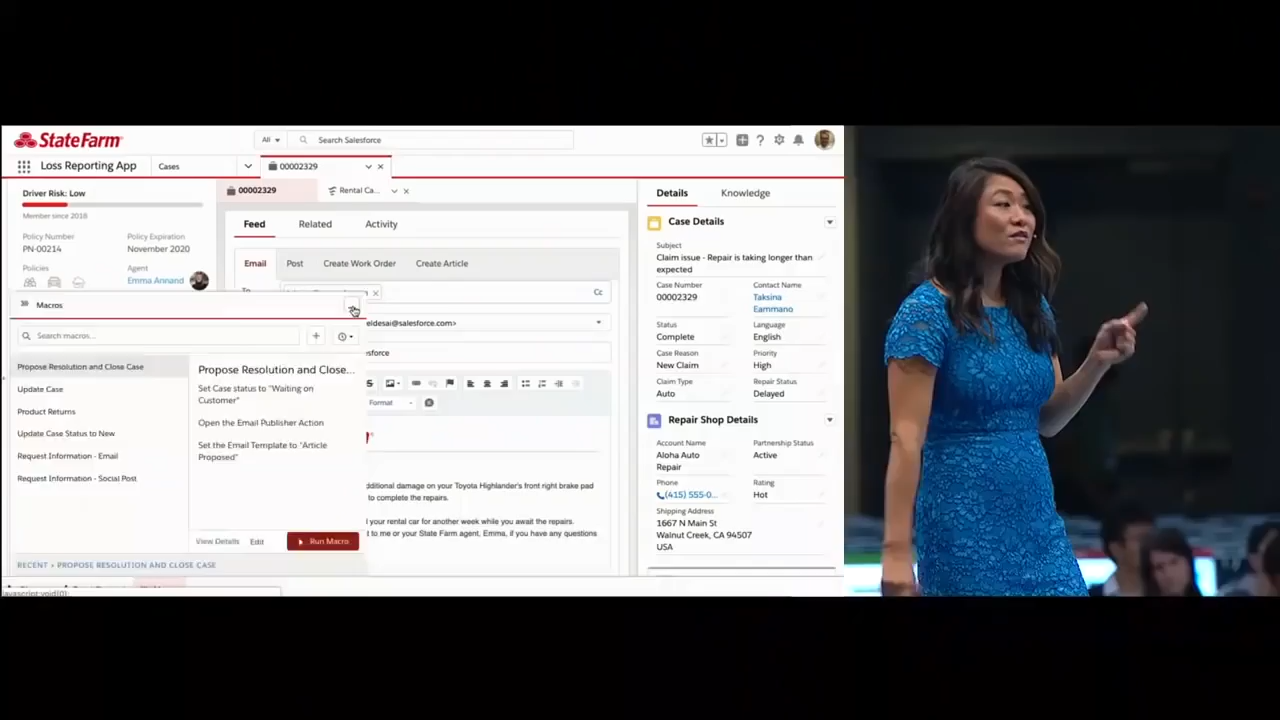 StateFarm
All
Search Salesforce
Loss Reporting App
Cases
00002329
Driver Risk: Low
Member since 2018
Policy Number
PN-00214
Policy Expiration
November 2020
Policies
Agent
Emma Annand
00002329
Rental Ca...
Feed
Related
Activity
Email
Post
Create Work Order
Create Article
To
Cc
eldesai@salesforce.com>
esforce
Format
dditional damage on your Toyota Highlander's front right brake pad
to complete the repairs.
d your rental car for another week while you await the repairs.
t to me or your State Farm agent, Emma, if you have any questions
Macros
Search macros...
Propose Resolution and Close Case
Update Case
Product Returns
Update Case Status to New
Request Information - Email
Request Information - Social Post
Propose Resolution and Close...
Set Case status to "Waiting on
Customer"
Open the Email Publisher Action
Set the Email Template to "Article
Proposed"
View Details
Edit
Run Macro
RECENT > PROPOSE RESOLUTION AND CLOSE CASE
javascript:void(0)
Details
Knowledge
Case Details
Subject
Claim issue - Repair is taking longer than
expected
Case Number
00002329
Contact Name
Taksina
Eammano
Status
Complete
Language
English
Case Reason
New Claim
Priority
High
Claim Type
Auto
Repair Status
Delayed
Repair Shop Details
Account Name
Aloha Auto
Repair
Partnership Status
Active
Phone
(415) 555-0...
Rating
Hot
Shipping Address
1667 N Main St
Walnut Creek, CA 94507
USA